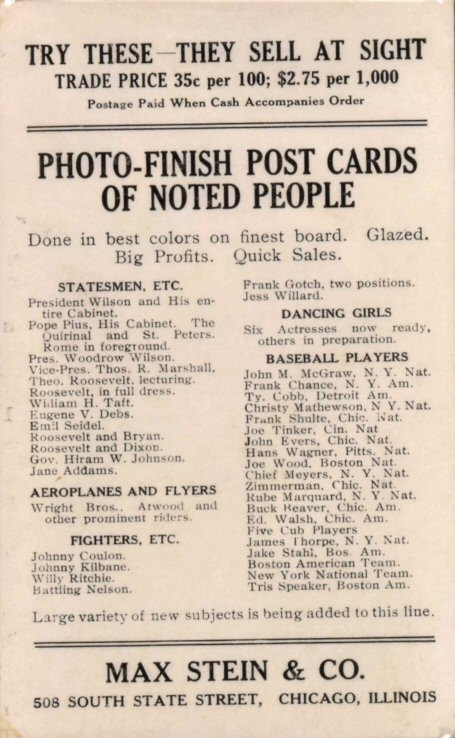 TRY THESE—THEY SELL AT SIGHT
TRADE PRICE 35c per 100; $2.75 per 1,000
Postage Paid When Cash Accompanies Order
PHOTO-FINISH POST CARDS
OF NOTED PEOPLE
Done in best colors on finest board. Glazed.
Big Profits. Quick Sales.
STATESMEN, ETC.
President Wilson and His en-
tire Cabinet.
Pope Pius, His Cabinet. The
Quirinal and St. Peters.
Rome in foreground.
Pres. Woodrow Wilson.
Vice-Pres. Thos. R. Marshall,
Theo. Roosevelt, lecturing.
Roosevelt, in full dress.
William H. Taft.
Eugene V. Debs.
Emil Seidel.
Roosevelt and Bryan.
Roosevelt and Dixon.
Gov. Hiram W. Johnson.
Jane Addams.
AEROPLANES AND FLYERS
Wright Bros., Atwood and
other prominent riders.
FIGHTERS, ETC.
Johnny Coulon.
Johnny Kilbane.
Willy Ritchie.
Battling Nelson.
Frank Gotch, two positions.
Jess Willard.
DANCING GIRLS
Six Actresses now ready,
others in preparation.
BASEBALL PLAYERS
John M. McGraw, N. Y. Nat.
Frank Chance, N. Y. Am.
Ty. Cobb, Detroit Am.
Christy Mathewson, N Y. Nat.
Frank Shulte, Chic. Nat.
Joe Tinker, Cin. Nat
John Evers, Chic. Nat.
Hans Wagner, Pitts. Nat.
Joe Wood, Boston Nat.
Chief Meyers, N. Y. Nat.
Zimmerman, Chic. Nat.
Rube Marquard, N. Y. Nat.
Buck Heaver, Chic. Am.
Ed. Walsh, Chic. Am.
Five Cub Players
James Thorpe, N. Y. Nat.
Jake Stahl, Bos. Am.
Boston American Team.
New York National Team.
Tris Speaker, Boston Am.
Large variety of new subjects is being added to this line.
MAX STEIN & CO.
508 SOUTH STATE STREET, CHICAGO, ILLINOIS